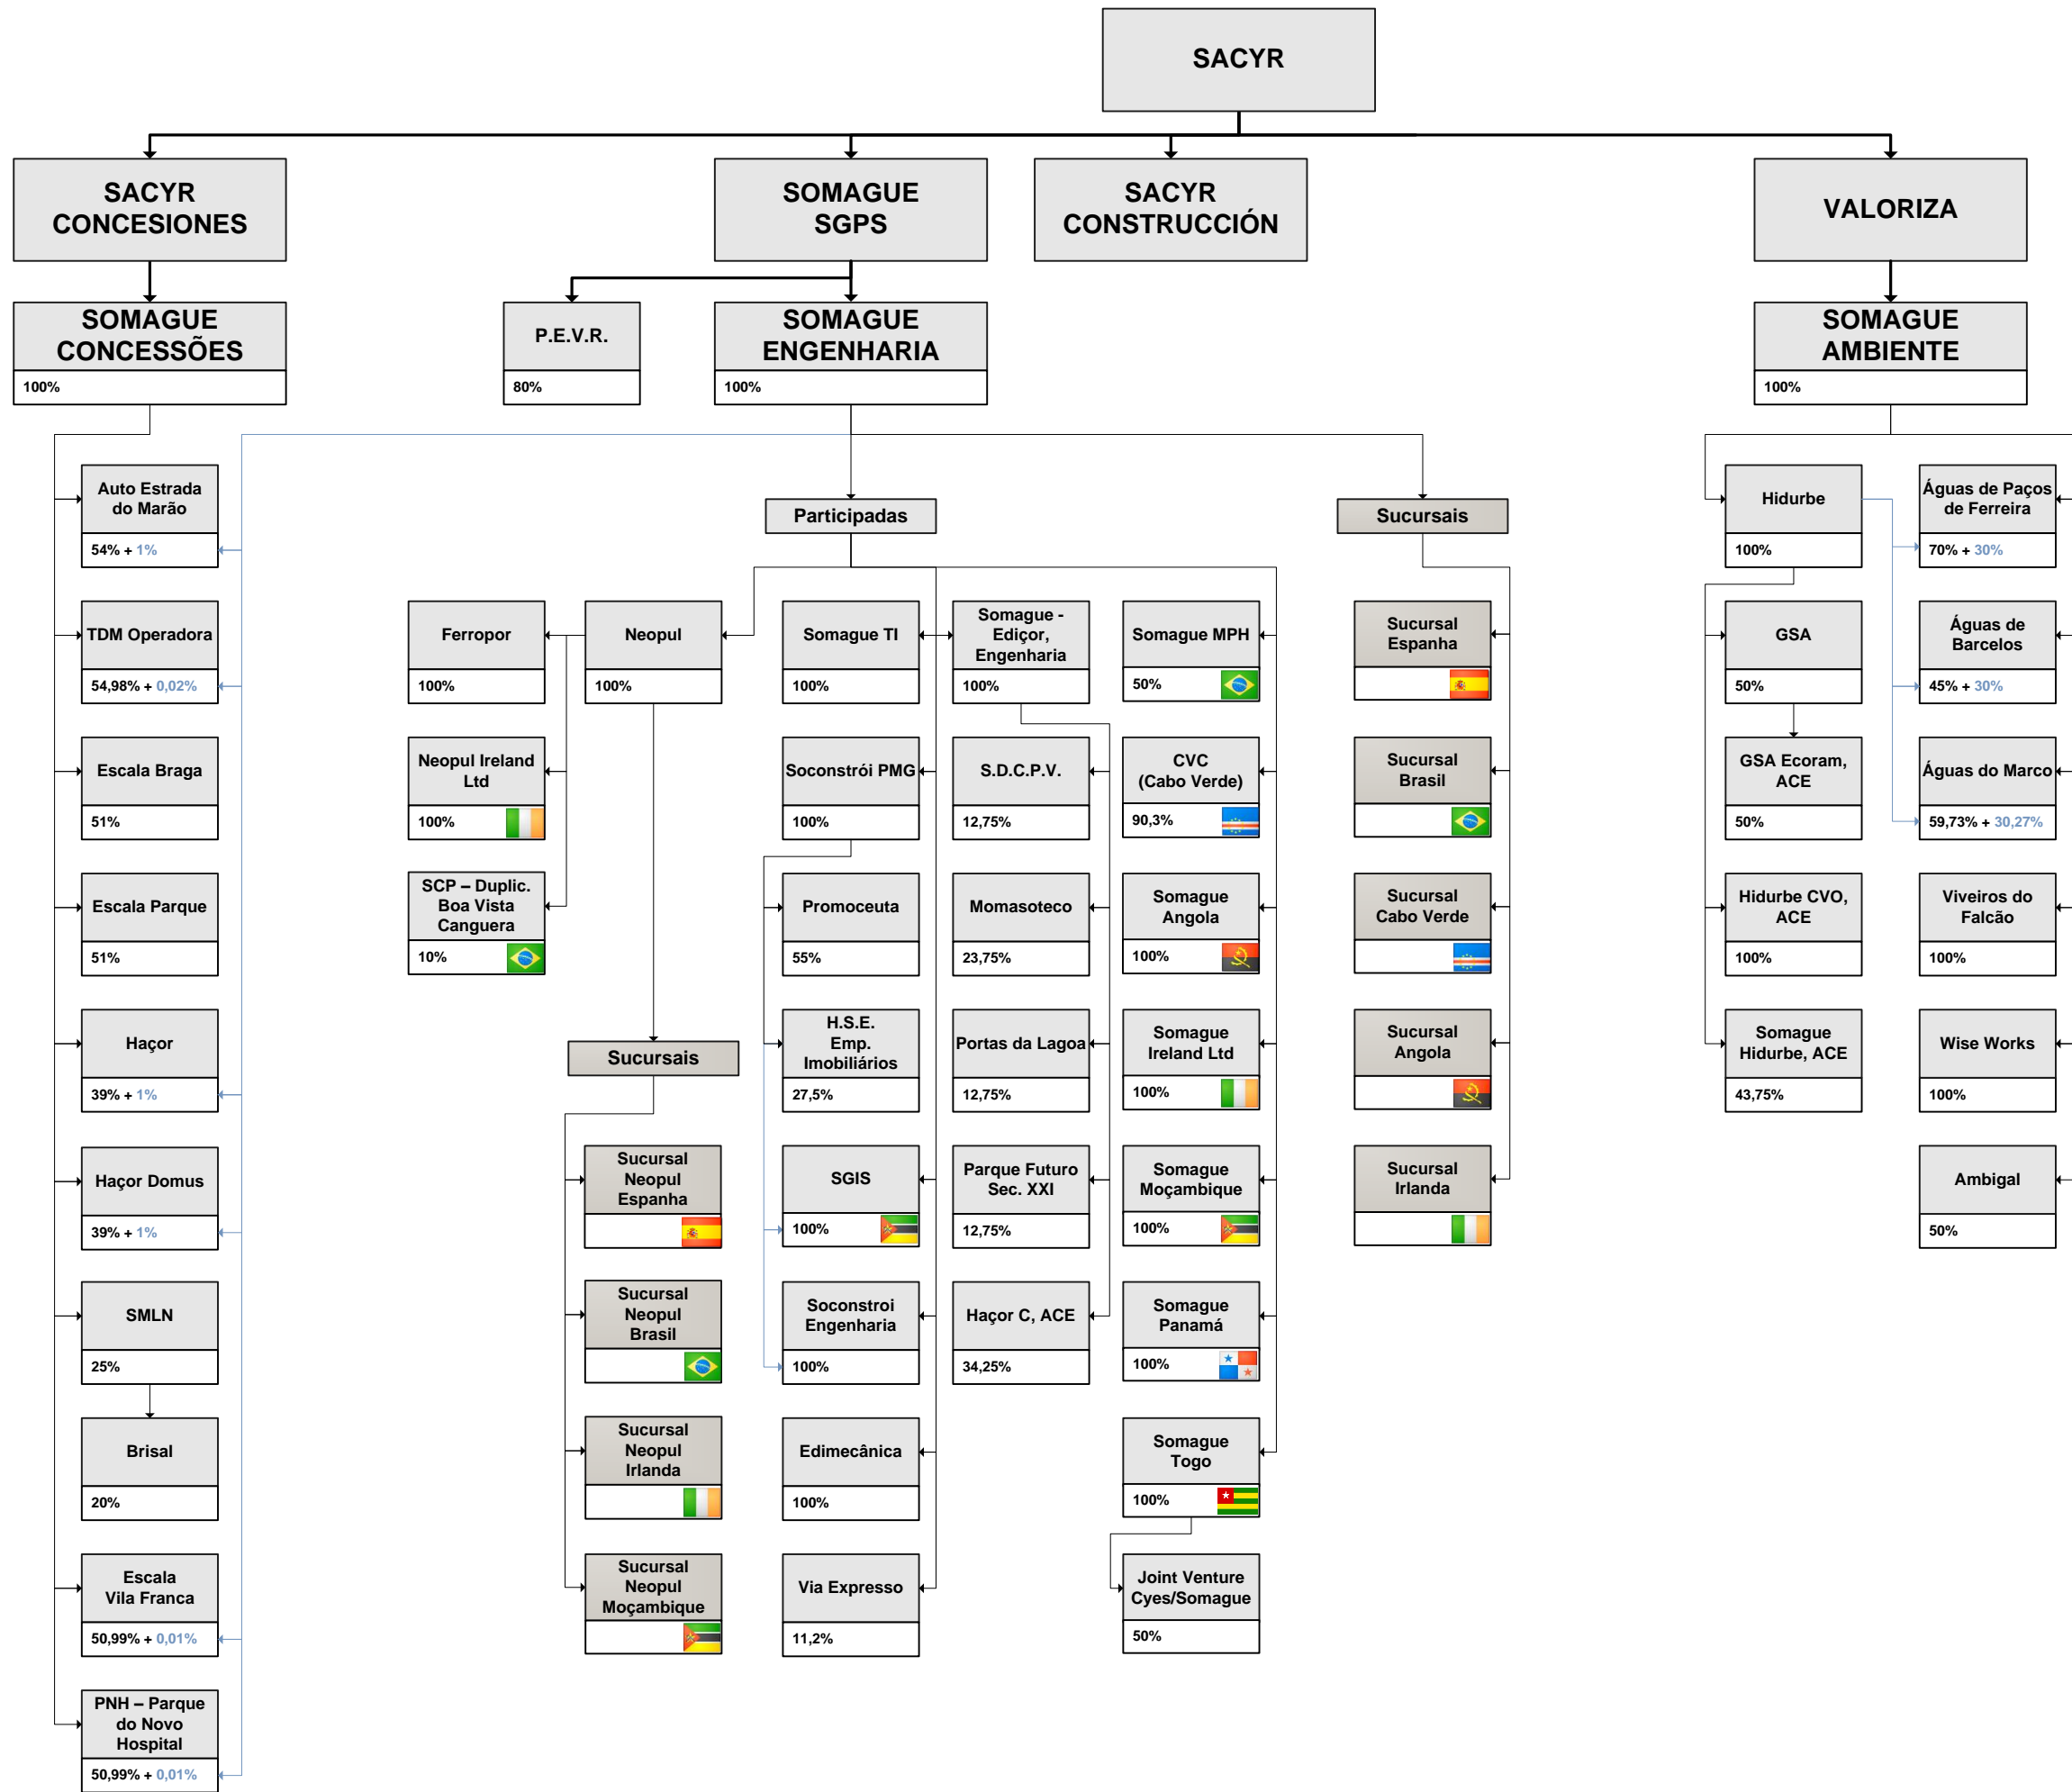 SACYR
SACYR
CONCESIONES
SOMAGUE
SGPS
SACYR
CONSTRUCCIÓN
VALORIZA
SOMAGUE
CONCESSÕES
100%
P.E.V.R.
80%
SOMAGUE
ENGENHARIA
100%
SOMAGUE
AMBIENTE
100%
Auto Estrada
do Marão
54% + 1%
TDM Operadora
54,98% + 0,02%
Escala Braga
51%
Escala Parque
51%
Haçor
39% + 1%
Haçor Domus
39% + 1%
SMLN
25%
Brisal
20%
Escala
Vila Franca
50,99% + 0,01%
PNH – Parque
do Novo
Hospital
50,99% + 0,01%
Participadas
Ferropor
100%
Neopul Ireland
Ltd
100%
SCP – Duplic.
Boa Vista
Canguera
10%
Neopul
100%
Sucursais
Sucursal
Neopul
Espanha
Sucursal
Neopul
Brasil
Sucursal
Neopul
Irlanda
Sucursal
Neopul
Moçambique
Somague TI
100%
Soconstrói PMG
100%
Promoceuta
55%
H.S.E.
Emp.
Imobiliários
27,5%
SGIS
100%
Soconstroi
Engenharia
100%
Edimecânica
100%
Via Expresso
11,2%
Somague -
Ediçor,
Engenharia
100%
S.D.C.P.V.
12,75%
Momasoteco
23,75%
Portas da Lagoa
12,75%
Parque Futuro
Sec. XXI
12,75%
Haçor C, ACE
34,25%
Somague MPH
50%
CVC
(Cabo Verde)
90,3%
Somague
Angola
100%
Somague
Ireland Ltd
100%
Somague
Moçambique
100%
Somague
Panamá
100%
Somague
Togo
100%
Joint Venture
Cyes/Somague
50%
Sucursais
Sucursal
Espanha
Sucursal
Brasil
Sucursal
Cabo Verde
Sucursal
Angola
Sucursal
Irlanda
Hidurbe
100%
GSA
50%
GSA Ecoram,
ACE
50%
Hidurbe CVO,
ACE
100%
Somague
Hidurbe, ACE
43,75%
Águas de Paços
de Ferreira
70% + 30%
Águas de
Barcelos
45% + 30%
Águas do Marco
59,73% + 30,27%
Viveiros do
Falcão
100%
Wise Works
100%
Ambigal
50%